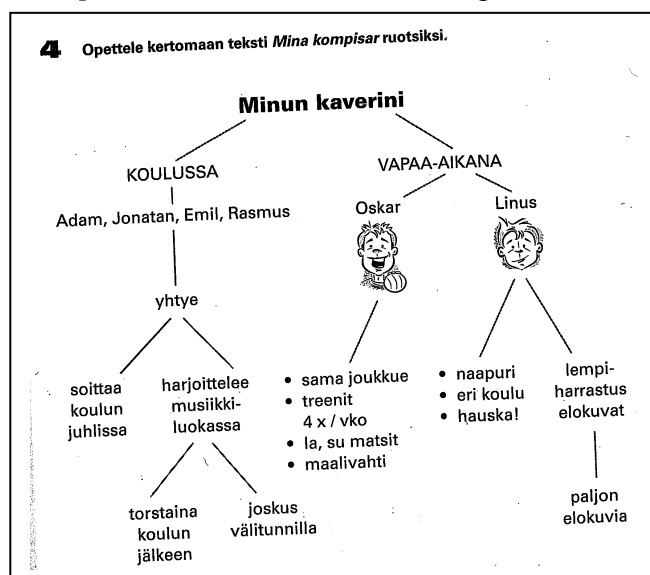 4 Opettele kertomaan teksti Mina kompisar ruotsiksi.
Minun kaverini
KOULUSSA
Adam, Jonatan, Emil, Rasmus
yhtye
soittaa
koulun
juhlissa
harjoittelee
musiikki-
luokassa
torstaina
koulun
jälkeen
joskus
välitunnilla
VAPAA-AIKANA
Oskar
• sama joukkue
• treenit
4 x / vko
• la, su matsit
• maalivahti
Linus
• naapuri
• eri koulu
• hauska!
lempi-
harrastus
elokuvat
paljon
elokuvia